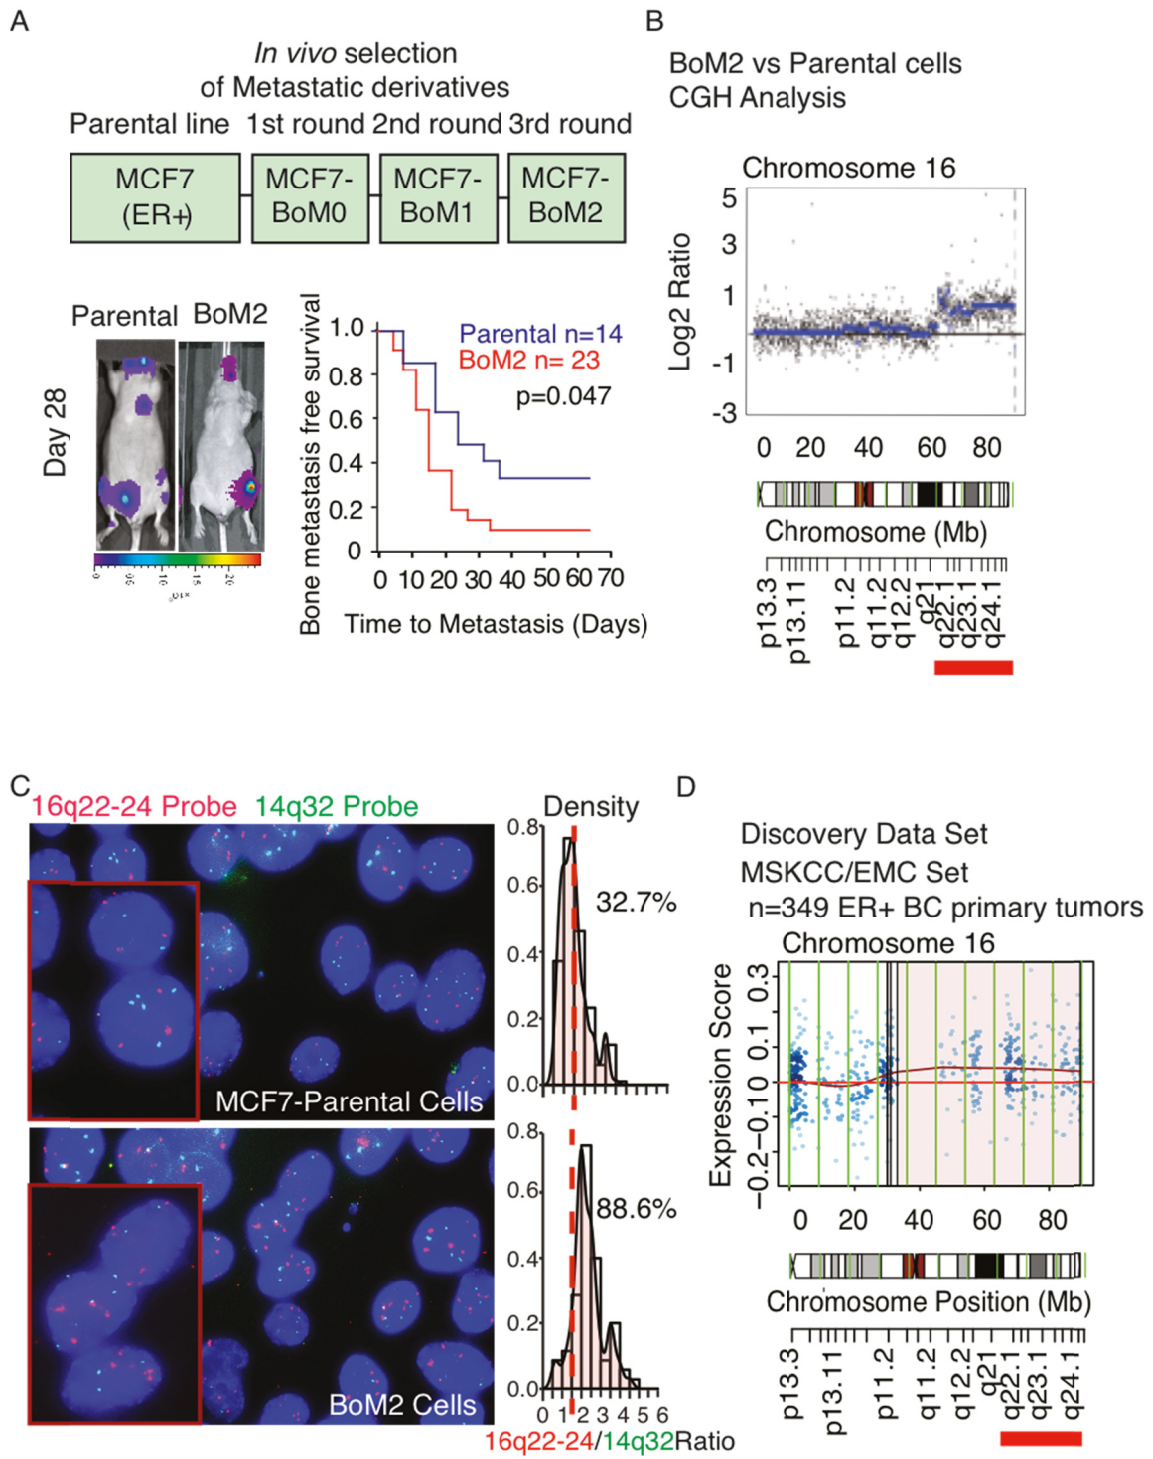 A
In vivo selection
of Metastatic derivatives
Parental line 1st round 2nd round 3rd round
MCF7
(ER+)
MCF7-
BoM0
MCF7-
BoM1
MCF7-
BoM2
Parental BoM2
Day 28
Bone metastasis free survival
1.0
0.8
0.6
0.4
0.2
0
Parental n=14
BoM2 n= 23
p=0.047
0 10 20 30 40 50 60 70
Time to Metastasis (Days)
B
BoM2 vs Parental cells
CGH Analysis
Chromosome 16
Log2 Ratio
5
3
1
-1
-3
0 20 40 60 80
Chromosome (Mb)
p13.3
p13.11
p11.2
q11.2
q12.2
q21
q22.1
q23.1
q24.1
C
16q22-24 Probe 14q32 Probe
Density
0.8
0.6
0.4
0.2
0.0
32.7%
MCF7-Parental Cells
0.8
0.6
0.4
0.2
0.0
88.6%
BoM2 Cells
0 1 2 3 4 5 6
16q22-24/14q32Ratio
D
Discovery Data Set
MSKCC/EMC Set
n=349 ER+ BC primary tumors
Chromosome 16
Expression Score
0.3
0.1
0
−0.10
−0.2
0 20 40 60 80
Chromosome Position (Mb)
p13.3
p13.11
p11.2
q11.2
q12.2
q21
q22.1
q23.1
q24.1